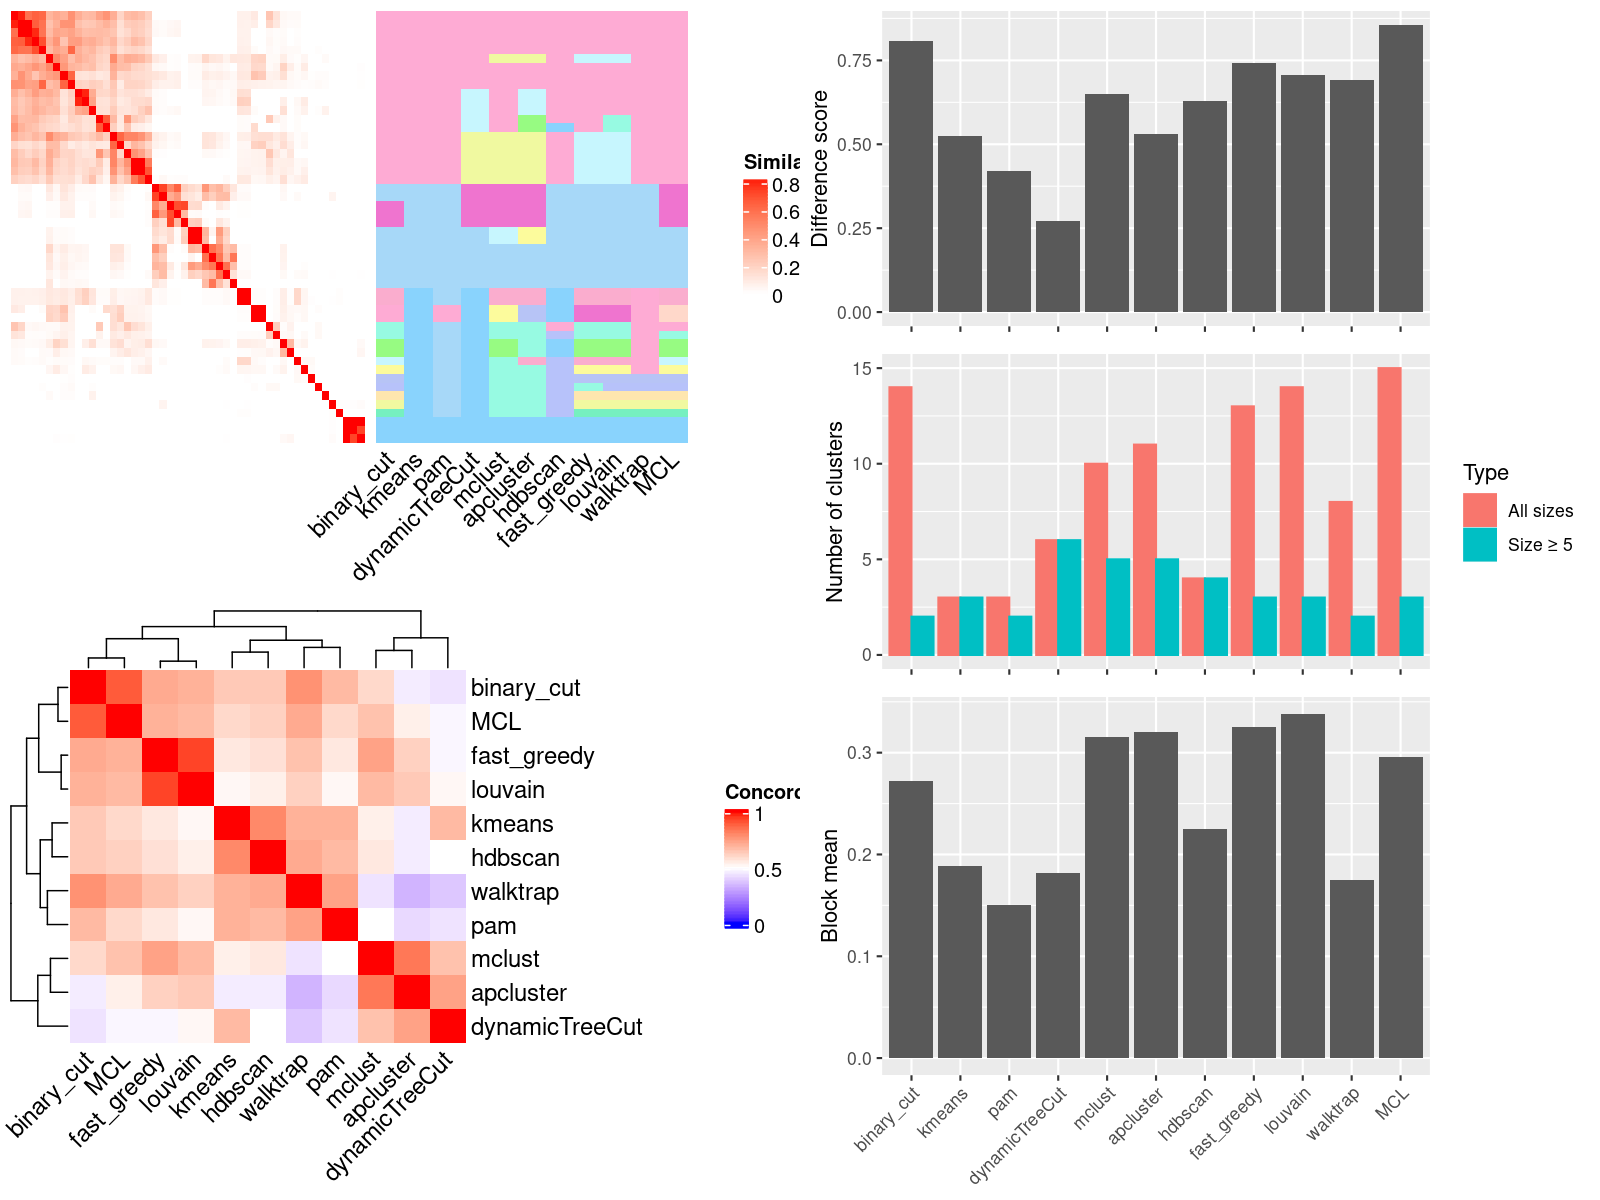 Simila
0.8
0.6
0.4
0.2
0
binary_cut
kmeans
pam
dynamicTreeCut
mclust
apcluster
hdbscan
fast_greedy
louvain
walktrap
MCL
binary_cut
MCL
fast_greedy
louvain
kmeans
hdbscan
walktrap
pam
mclust
apcluster
dynamicTreeCut
binary_cut
MCL
fast_greedy
louvain
kmeans
hdbscan
walktrap
pam
mclust
apcluster
dynamicTreeCut
Concord
1
0.5
0
Difference score
0.75
0.50
0.25
0.00
Number of clusters
15
10
5
0
Type
All sizes
Size ≥ 5
Block mean
0.3
0.2
0.1
0.0
binary_cut
kmeans
pam
dynamicTreeCut
mclust
apcluster
hdbscan
fast_greedy
louvain
walktrap
MCL